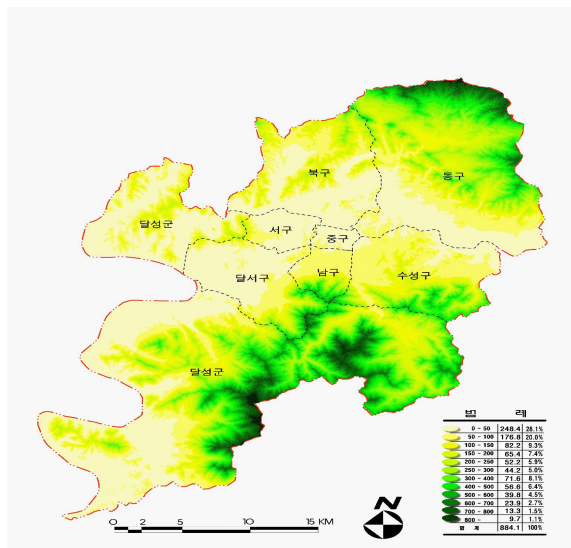 북구
동구
달성군
서구
중구
달서구
남구
수성구
달성군
범 례
0 - 50 248.4 28.1%
50 - 100 176.8 20.0%
100 - 150 82.2 9.3%
150 - 200 65.4 7.4%
200 - 250 52.2 5.9%
250 - 300 44.2 5.0%
300 - 400 71.6 8.1%
400 - 500 56.6 6.4%
500 - 600 39.8 4.5%
600 - 700 23.9 2.7%
700 - 800 13.3 1.5%
800 - 9.7 1.1%
합 계 884.1 100%
N
0 2 5 10 15 KM